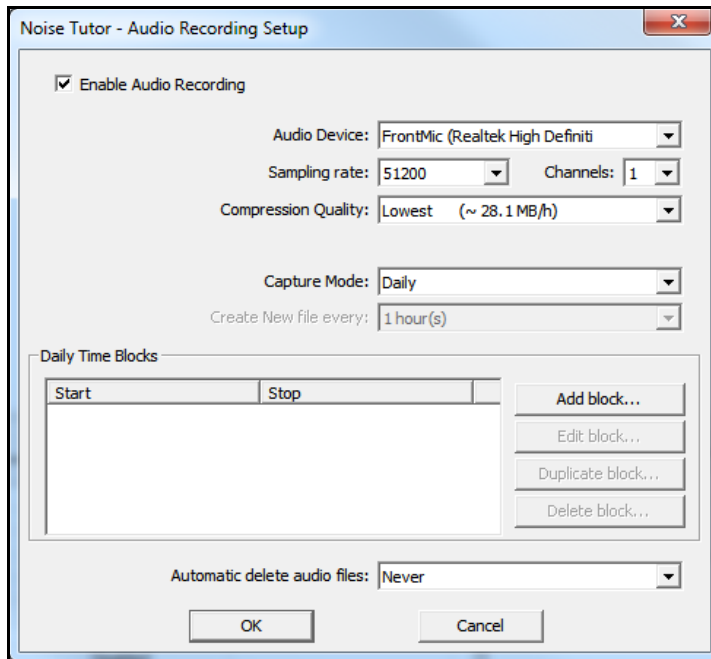 Noise Tutor - Audio Recording Setup
Enable Audio Recording
Audio Device: FrontMic (Realtek High Definiti
Sampling rate: 51200 Channels: 1
Compression Quality: Lowest (~ 28.1 MB/h)
Capture Mode: Daily
Create New file every: 1 hour(s)
Daily Time Blocks
Start Stop
Add block...
Edit block...
Duplicate block...
Delete block...
Automatic delete audio files: Never
OK Cancel